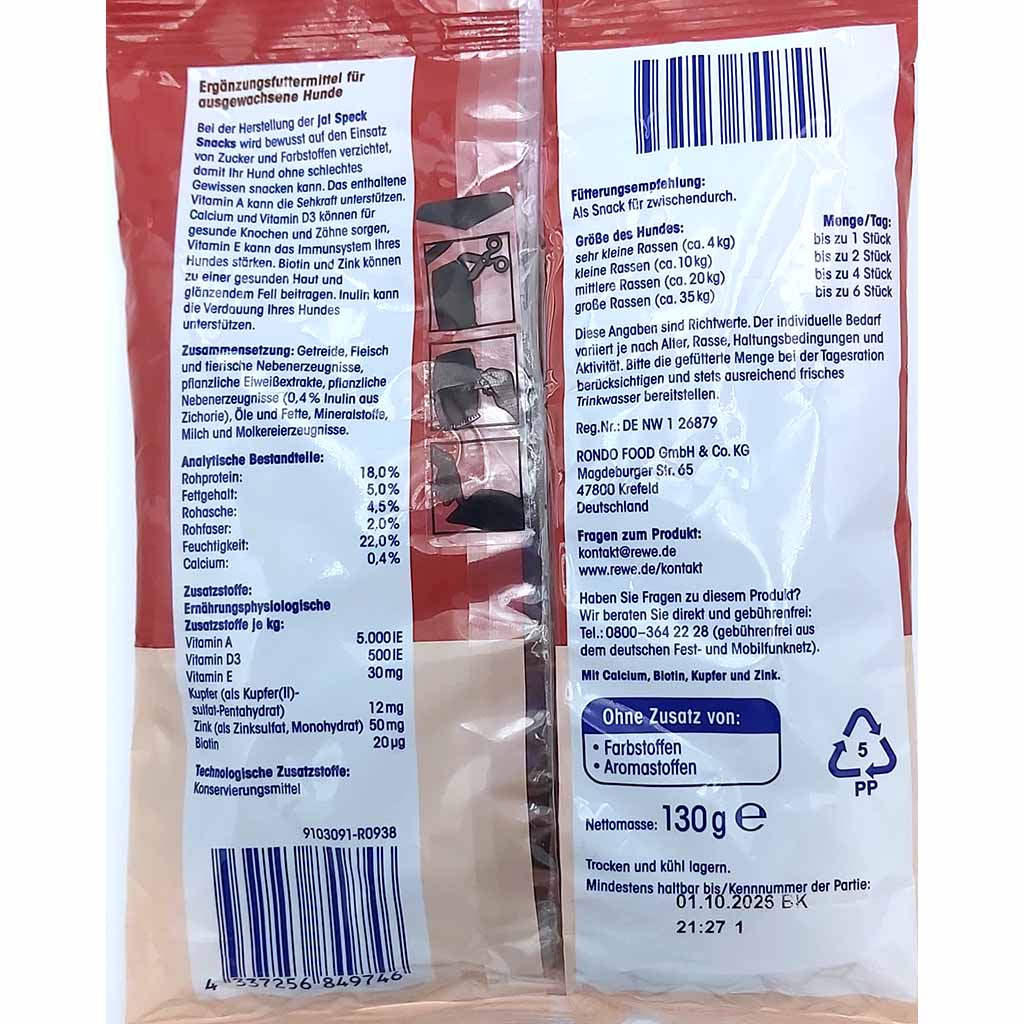 Ergänzungsfuttermittel für
ausgewachsene Hunde
Bei der Herstellung der ja! Speck
Snacks wird bewusst auf den Einsatz
von Zucker und Farbstoffen verzichtet,
damit Ihr Hund ohne schlechtes
Gewissen snacken kann. Das enthaltene
Vitamin A kann die Sehkraft unterstützen.
Calcium und Vitamin D3 können für
gesunde Knochen und Zähne sorgen,
Vitamin E kann das Immunsystem Ihres
Hundes stärken. Biotin und Zink können
zu einer gesunden Haut und
glänzendem Fell beitragen. Inulin kann
die Verdauung Ihres Hundes
unterstützen.
Zusammensetzung: Getreide, Fleisch
und tierische Nebenerzeugnisse,
pflanzliche Eiweißextrakte, pflanzliche
Nebenerzeugnisse (0,4% Inulin aus
Zichorie), Öle und Fette, Mineralstoffe,
Milch und Molkereierzeugnisse.
Analytische Bestandteile:
Rohprotein: 18,0%
Fettgehalt: 5,0%
Rohasche: 4,5%
Rohfaser: 2,0%
Feuchtigkeit: 22,0%
Calcium: 0,4%
Zusatzstoffe:
Ernährungsphysiologische
Zusatzstoffe je kg:
Vitamin A 5.000 IE
Vitamin D3 500 IE
Vitamin E 30 mg
Kupfer (als Kupfer(II)-
sulfat-Pentahydrat) 12 mg
Zink (als Zinksulfat, Monohydrat) 50 mg
Biotin 20 µg
Technologische Zusatzstoffe:
Konservierungsmittel
9103091-R0938
4 337256 849746
Fütterungsempfehlung:
Als Snack für zwischendurch.
Größe des Hundes: Menge/Tag:
sehr kleine Rassen (ca. 4 kg) bis zu 1 Stück
kleine Rassen (ca. 10 kg) bis zu 2 Stück
mittlere Rassen (ca. 20 kg) bis zu 4 Stück
große Rassen (ca. 35 kg) bis zu 6 Stück
Diese Angaben sind Richtwerte. Der individuelle Bedarf
variiert je nach Alter, Rasse, Haltungsbedingungen und
Aktivität. Bitte die gefütterte Menge bei der Tagesration
berücksichtigen und stets ausreichend frisches
Trinkwasser bereitstellen.
Reg.Nr.: DE NW 1 26879
RONDO FOOD GmbH & Co. KG
Magdeburger Str. 65
47800 Krefeld
Deutschland
Fragen zum Produkt:
kontakt@rewe.de
www.rewe.de/kontakt
Haben Sie Fragen zu diesem Produkt?
Wir beraten Sie direkt und gebührenfrei:
Tel.: 0800-364 22 28 (gebührenfrei aus
dem deutschen Fest- und Mobilfunknetz).
Mit Calcium, Biotin, Kupfer und Zink.
Ohne Zusatz von:
• Farbstoffen
• Aromastoffen
5
PP
Nettomasse: 130 g e
Trocken und kühl lagern.
Mindestens haltbar bis/Kennnummer der Partie:
01.10.2026 BK
21:27 1